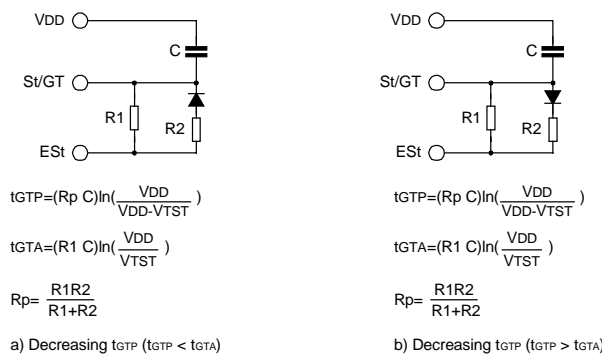 VDD
C
St/GT
R1
R2
ESt
tGTP=(Rp C)ln(VDD/VDD-VTST)
tGTA=(R1 C)ln(VDD/VTST)
Rp= R1R2/R1+R2
a) Decreasing tGTP (tGTP < tGTA)
VDD
C
St/GT
R1
R2
ESt
tGTP=(Rp C)ln(VDD/VDD-VTST)
tGTA=(R1 C)ln(VDD/VTST)
Rp= R1R2/R1+R2
b) Decreasing tGTP (tGTP > tGTA)